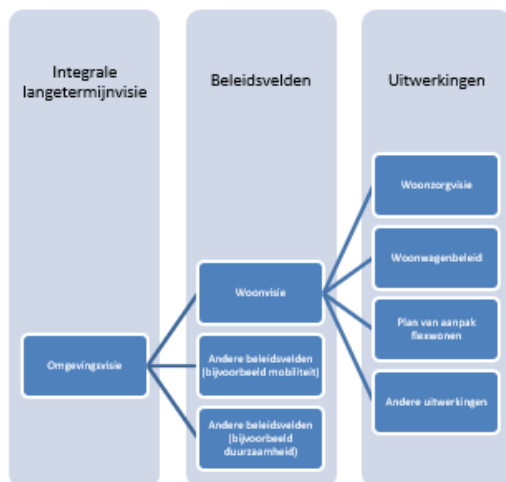 Integrale
langetermijnvisie
Omgevingsvisie
Beleidsvelden
Woonvisie
Andere beleidsvelden
(bijvoorbeeld mobiliteit)
Andere beleidsvelden
(bijvoorbeeld
duurzaamheid)
Uitwerkingen
Woonzorgvisie
Woonwagenbeleid
Plan van aanpak
flexwonen
Andere uitwerkingen